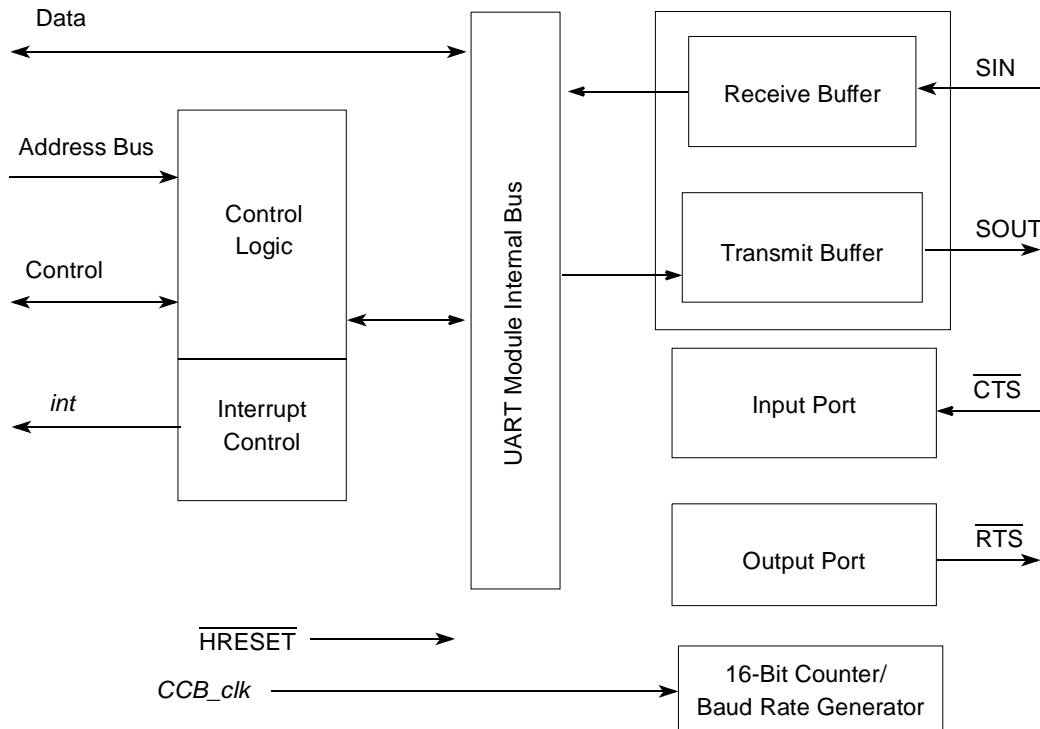 Data
SIN
Receive Buffer
Address Bus
Control
Logic
UART Module Internal Bus
SOUT
Transmit Buffer
Control
CTS
Input Port
int
Interrupt
Control
RTS
Output Port
HRESET
CCB_clk
16-Bit Counter/
Baud Rate Generator